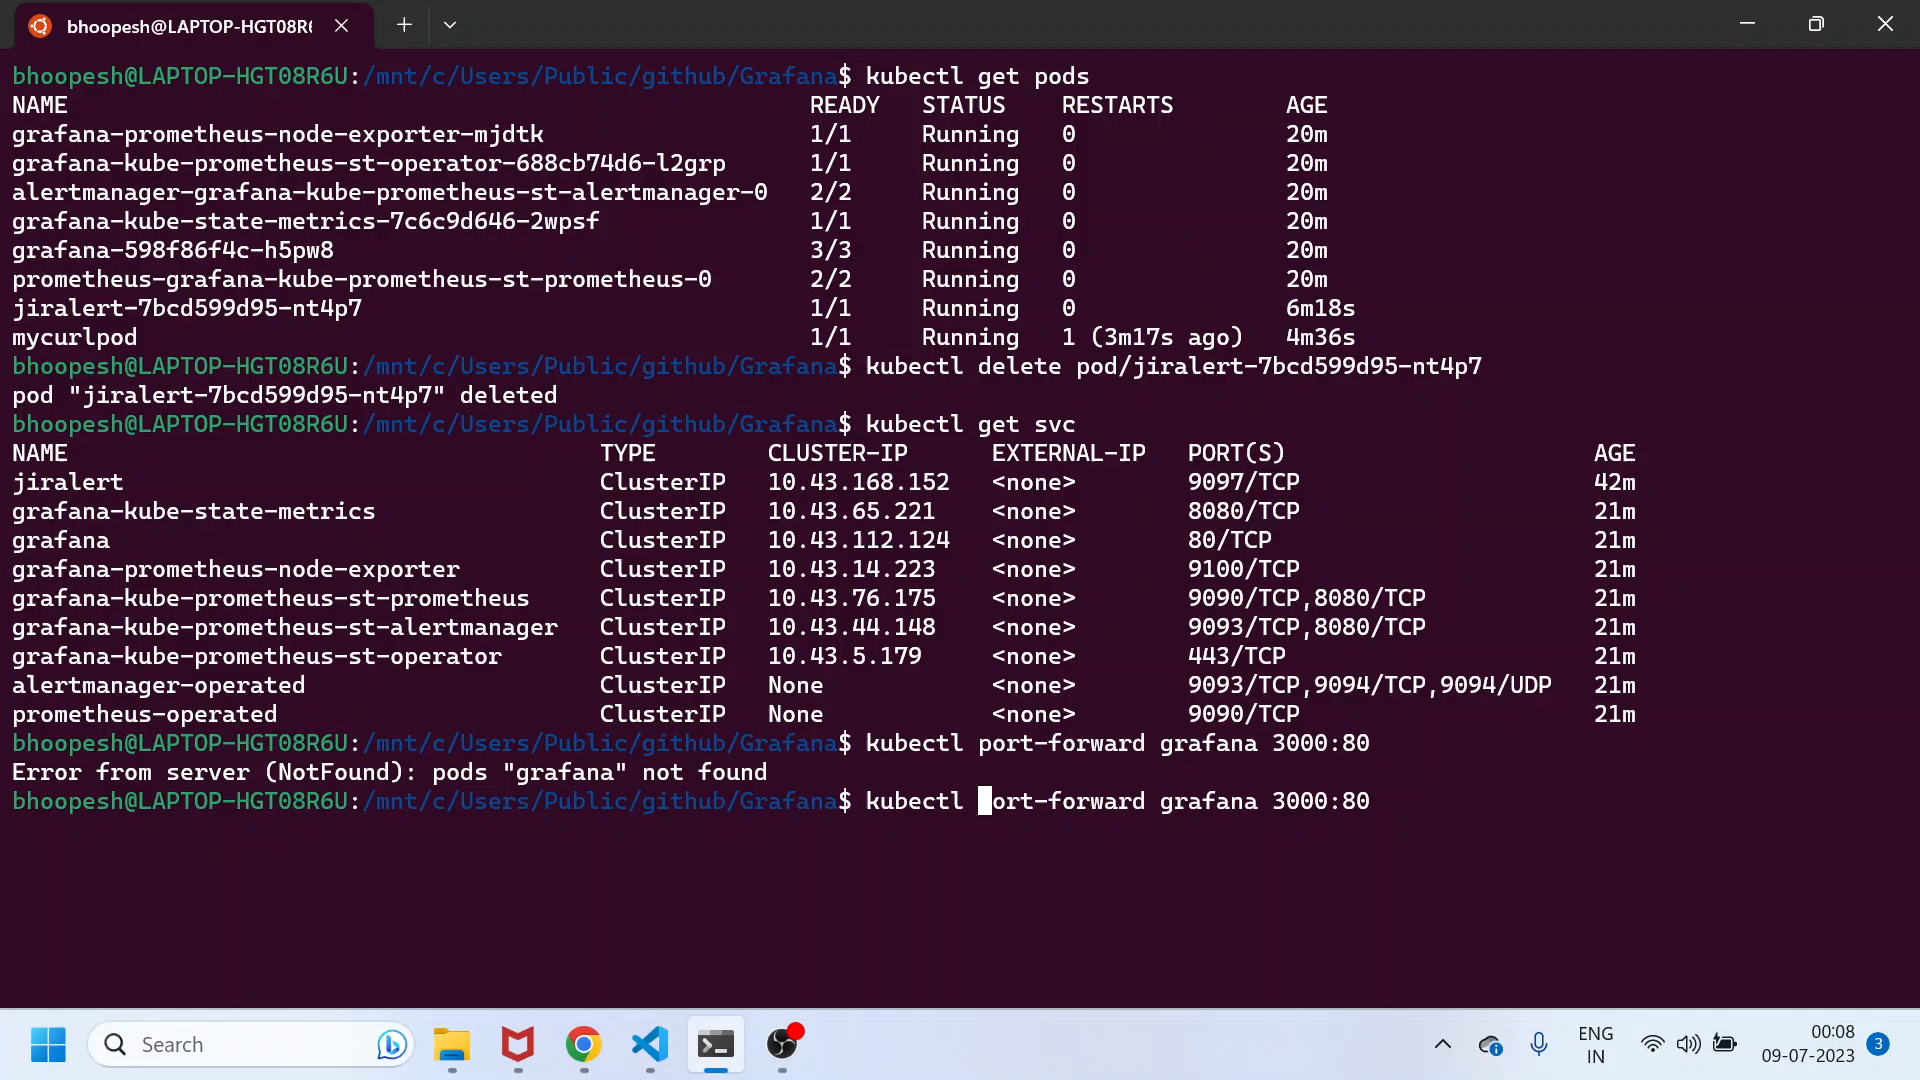 bhoopesh@LAPTOP-HGT08R6
bhoopesh@LAPTOP-HGT08R6U:/mnt/c/Users/Public/github/Grafana$ kubectl get pods
NAME READY STATUS RESTARTS AGE
grafana-prometheus-node-exporter-mjdtk 1/1 Running 0 20m
grafana-kube-prometheus-st-operator-688cb74d6-l2grp 1/1 Running 0 20m
alertmanager-grafana-kube-prometheus-st-alertmanager-0 2/2 Running 0 20m
grafana-kube-state-metrics-7c6c9d646-2wpsf 1/1 Running 0 20m
grafana-598f86f4c-h5pw8 3/3 Running 0 20m
prometheus-grafana-kube-prometheus-st-prometheus-0 2/2 Running 0 20m
jiralert-7bcd599d95-nt4p7 1/1 Running 0 6m18s
mycurlpod 1/1 Running 1 (3m17s ago) 4m36s
bhoopesh@LAPTOP-HGT08R6U:/mnt/c/Users/Public/github/Grafana$ kubectl delete pod/jiralert-7bcd599d95-nt4p7
pod "jiralert-7bcd599d95-nt4p7" deleted
bhoopesh@LAPTOP-HGT08R6U:/mnt/c/Users/Public/github/Grafana$ kubectl get svc
NAME TYPE CLUSTER-IP EXTERNAL-IP PORT(S) AGE
jiralert ClusterIP 10.43.168.152 <none> 9097/TCP 42m
grafana-kube-state-metrics ClusterIP 10.43.65.221 <none> 8080/TCP 21m
grafana ClusterIP 10.43.112.124 <none> 80/TCP 21m
grafana-prometheus-node-exporter ClusterIP 10.43.14.223 <none> 9100/TCP 21m
grafana-kube-prometheus-st-prometheus ClusterIP 10.43.76.175 <none> 9090/TCP,8080/TCP 21m
grafana-kube-prometheus-st-alertmanager ClusterIP 10.43.44.148 <none> 9093/TCP,8080/TCP 21m
grafana-kube-prometheus-st-operator ClusterIP 10.43.5.179 <none> 443/TCP 21m
alertmanager-operated ClusterIP None <none> 9093/TCP,9094/TCP,9094/UDP 21m
prometheus-operated ClusterIP None <none> 9090/TCP 21m
bhoopesh@LAPTOP-HGT08R6U:/mnt/c/Users/Public/github/Grafana$ kubectl port-forward grafana 3000:80
Error from server (NotFound): pods "grafana" not found
bhoopesh@LAPTOP-HGT08R6U:/mnt/c/Users/Public/github/Grafana$ kubectl ort-forward grafana 3000:80
Search
ENG
IN
00:08
09-07-2023
3